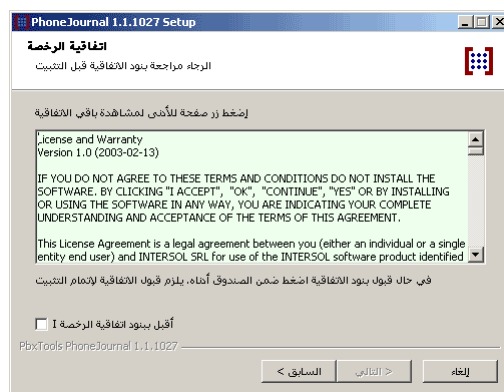 PhoneJournal 1.1.1027 Setup
اتفاقية الرخصة
الرجاء مراجعة بنود الاتفاقية قبل التثبيت
إضغط زر صفحة للأدنى لمشاهدة باقي الاتفاقية
License and Warranty
Version 1.0 (2003-02-13)
IF YOU DO NOT AGREE TO THESE TERMS AND CONDITIONS DO NOT INSTALL THE
SOFTWARE. BY CLICKING "I ACCEPT", "OK", "CONTINUE", "YES" OR BY INSTALLING
OR USING THE SOFTWARE IN ANY WAY, YOU ARE INDICATING YOUR COMPLETE
UNDERSTANDING AND ACCEPTANCE OF THE TERMS OF THIS AGREEMENT.
This License Agreement is a legal agreement between you (either an individual or a single
entity end user) and INTERSOL SRL for use of the INTERSOL software product identified
في حال قبول بنود الاتفاقية اضغط ضمن الصندوق أدناه، يلزم قبول الاتفاقية لإتمام التثبيت
أقبل ببنود اتفاقية الرخصة I
PbxTools PhoneJournal 1.1.1027
السابق >
< التالي
إلغاء